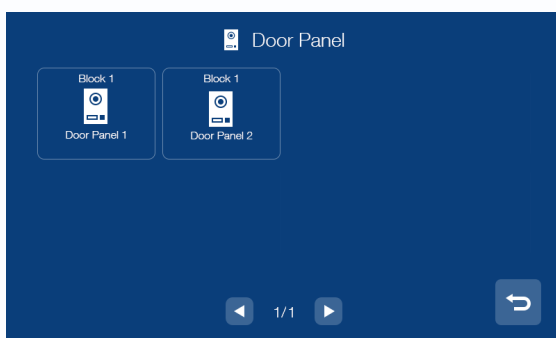 Door Panel
Block 1
Door Panel 1
Block 1
Door Panel 2
1/1